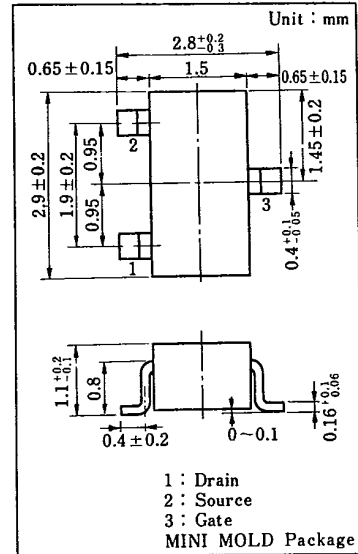 Unit : mm
2.8 +0.2 -0.3
0.65±0.15
1.5
0.65±0.15
2
3
1
2.9±0.2
1.9±0.2
0.95
0.95
1.45±0.2
0.4 +0.1 -0.05
1.1 +0.2 -0.1
0.8
0.4±0.2
0~0.1
0.16 +0.1 -0.06
1 : Drain
2 : Source
3 : Gate
MINI MOLD Package